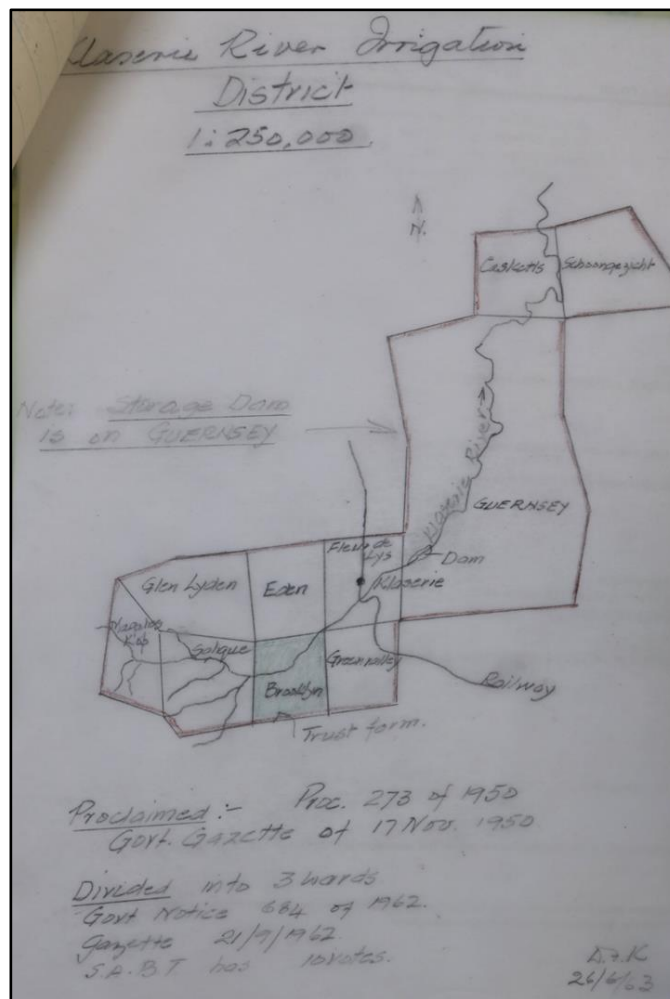 Klaserie River Irrigation
District
1:250,000.
N.
Caskets
Schoongezicht
Note: Storage Dam
is on GUERNSEY
Klaserie River
GUERNSEY
Fleur de
Lys
Dam
Glen Lyden
Eden
Klaserie
Kop
Salique
Greenvalley
Brooklyn
Railway
Trust farm.
Proclaimed:- Proc. 273 of 1950
Govt. Gazette of 17 Nov. 1950
Divided into 3 wards
Govt Notice 684 of 1962.
Gazette 21/9/1962.
S.A.B.T has 10 votes.
26/6/63